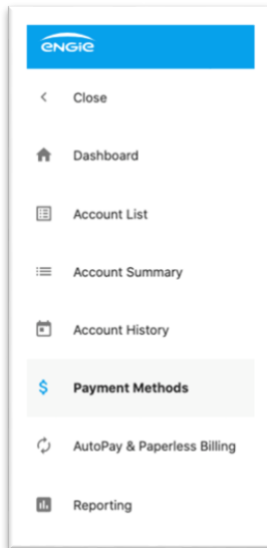 ENGIE
Close
Dashboard
Account List
Account Summary
Account History
Payment Methods
AutoPay & Paperless Billing
Reporting